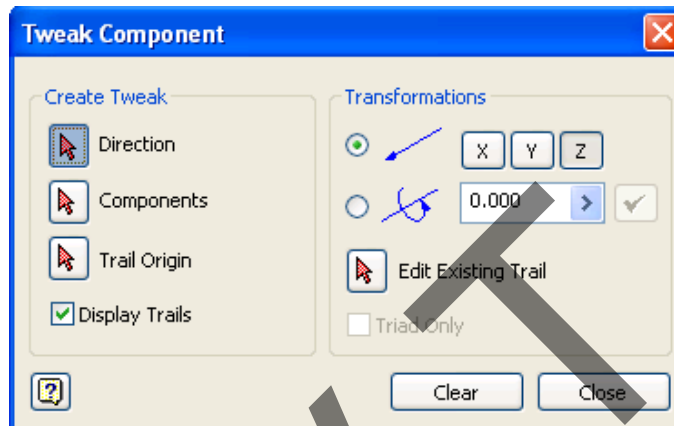 Tweak Component
Create Tweak
Direction
Components
Trail Origin
Display Trails
Transformations
X Y Z
0.000
Edit Existing Trail
Triad Only
Clear Close